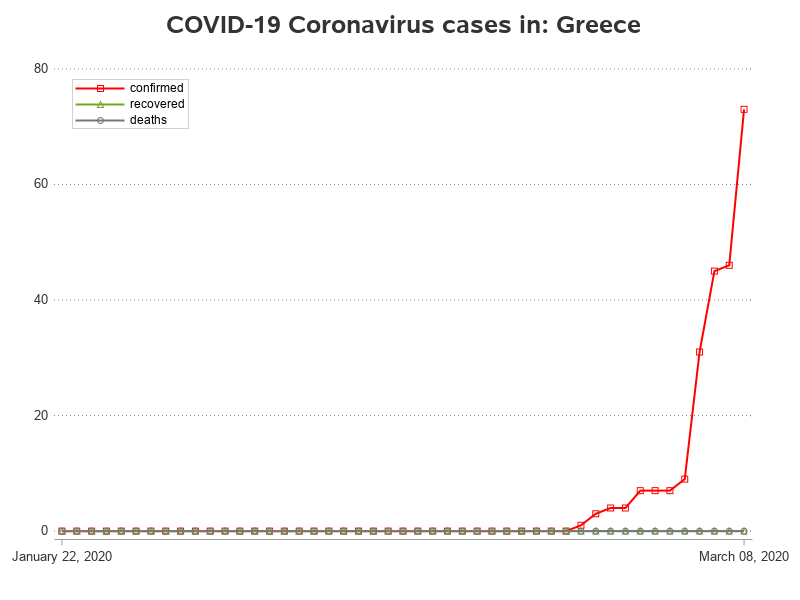 COVID-19 Coronavirus cases in: Greece
80
confirmed
recovered
deaths
60
40
20
0
January 22, 2020
March 08, 2020